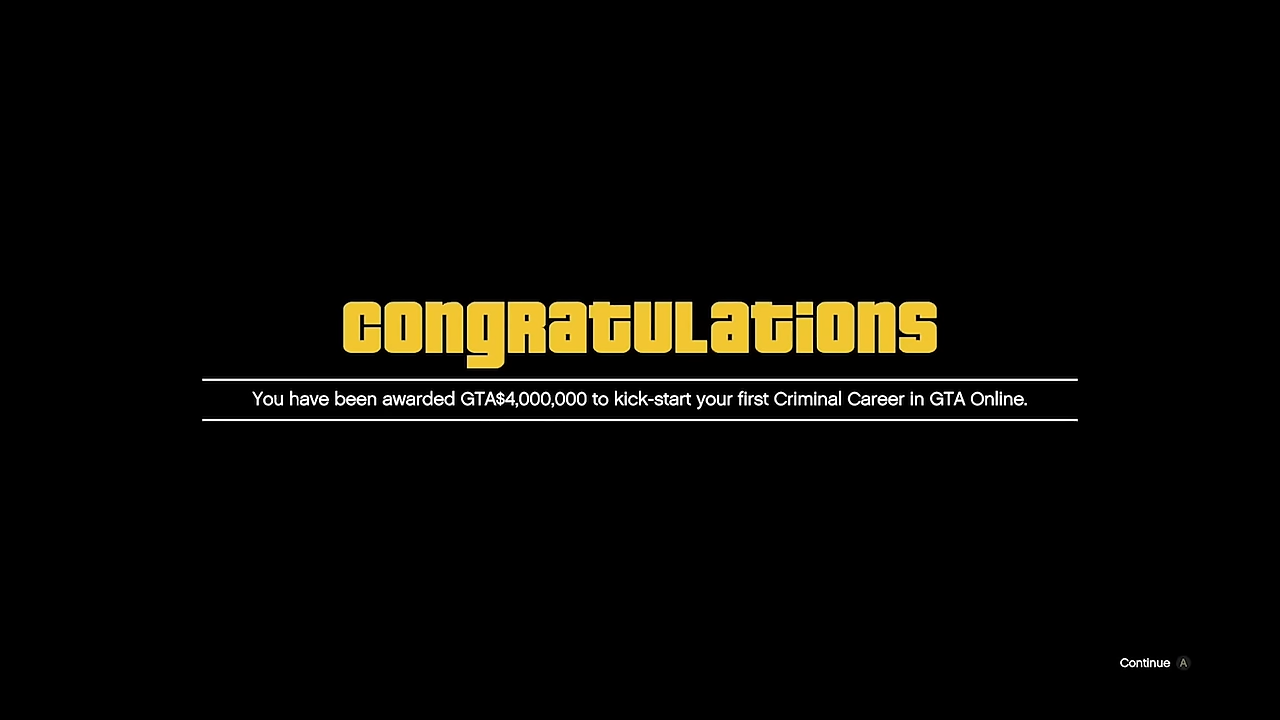 CONGRATULATIONS
You have been awarded GTA$4,000,000 to kick-start your first Criminal Career in GTA Online.
Continue A